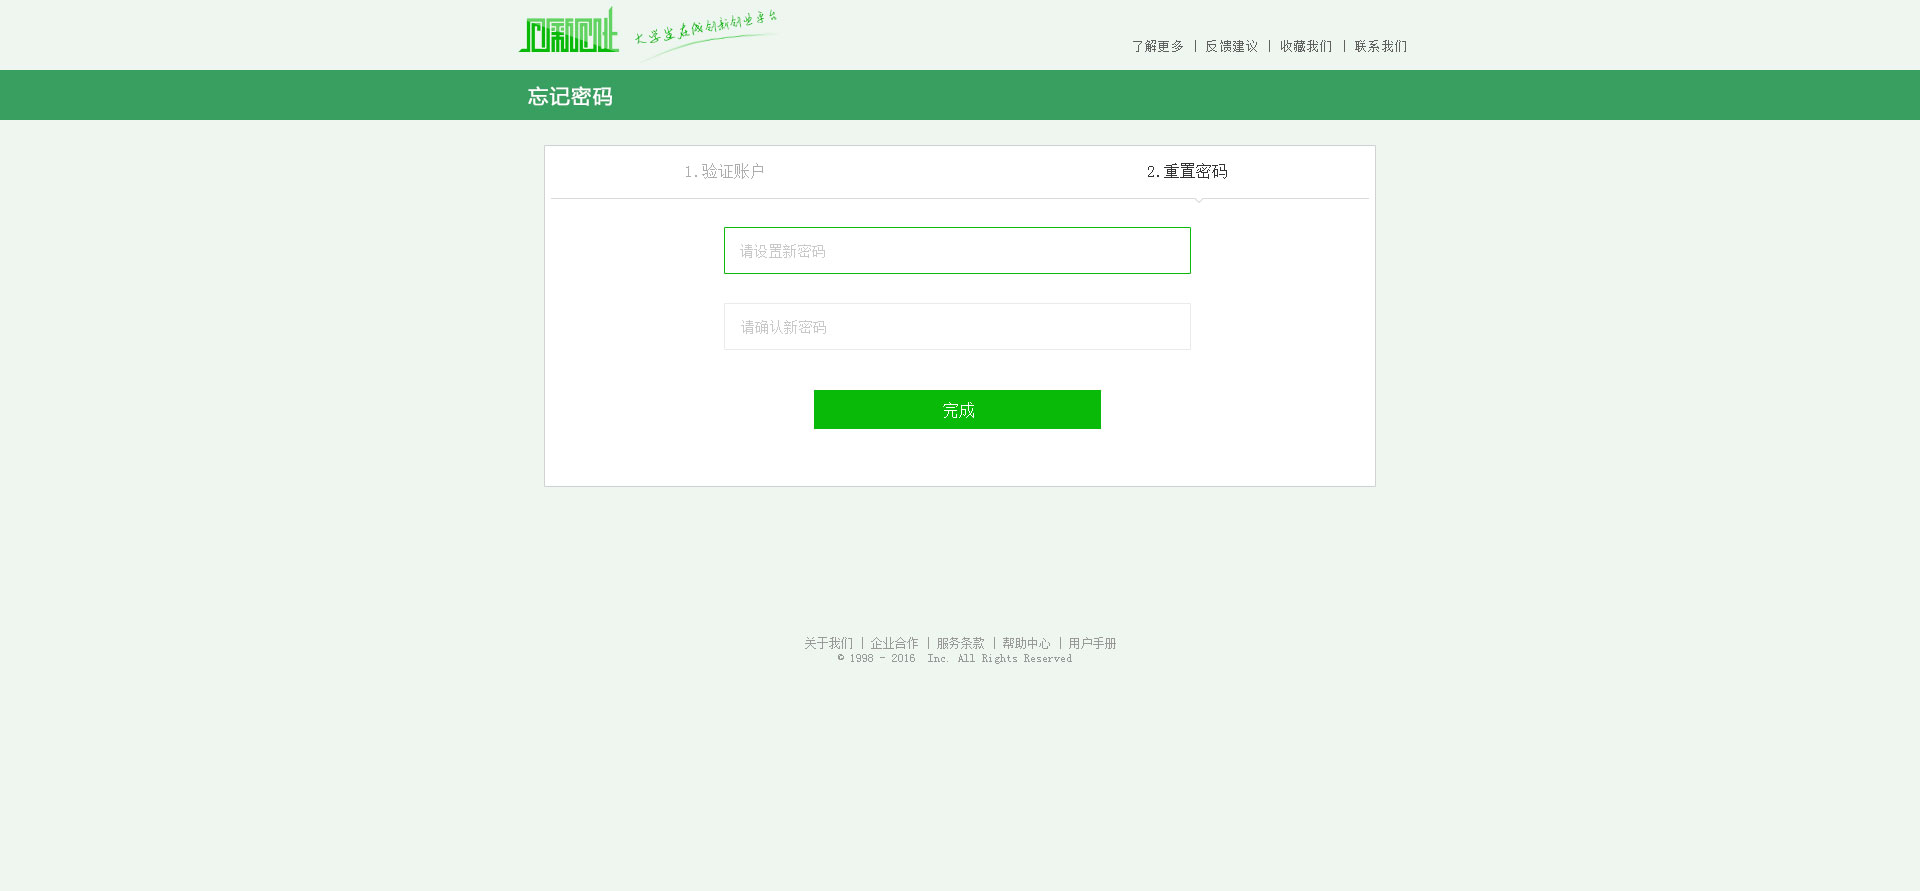 大学生在线创新创业平台
了解更多 | 反馈建议 | 收藏我们 | 联系我们
忘记密码
1.验证账户
2.重置密码
请设置新密码
请确认新密码
完成
关于我们 | 企业合作 | 服务条款 | 帮助中心 | 用户手册
© 1998 - 2016 Inc. All Rights Reserved